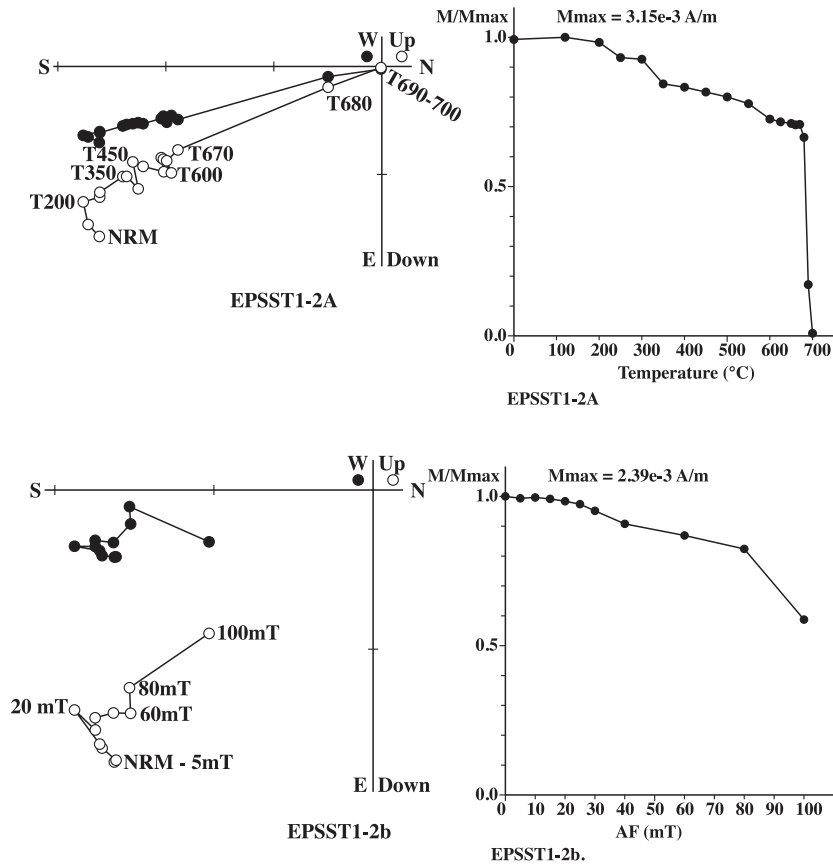 W Up
S N
T680
T690-700
T450
T670
T350
T600
T200
NRM
E Down
EPSST1-2A
M/Mmax Mmax = 3.15e-3 A/m
1.0
0.5
0.0
0 100 200 300 400 500 600 700
Temperature (°C)
EPSST1-2A
W Up
S N
100mT
80mT
20 mT
60mT
NRM - 5mT
E Down
EPSST1-2b
M/Mmax Mmax = 2.39e-3 A/m
1.0
0.5
0.0
0 10 20 30 40 50 60 70 80 100
AF (mT)
EPSST1-2b.